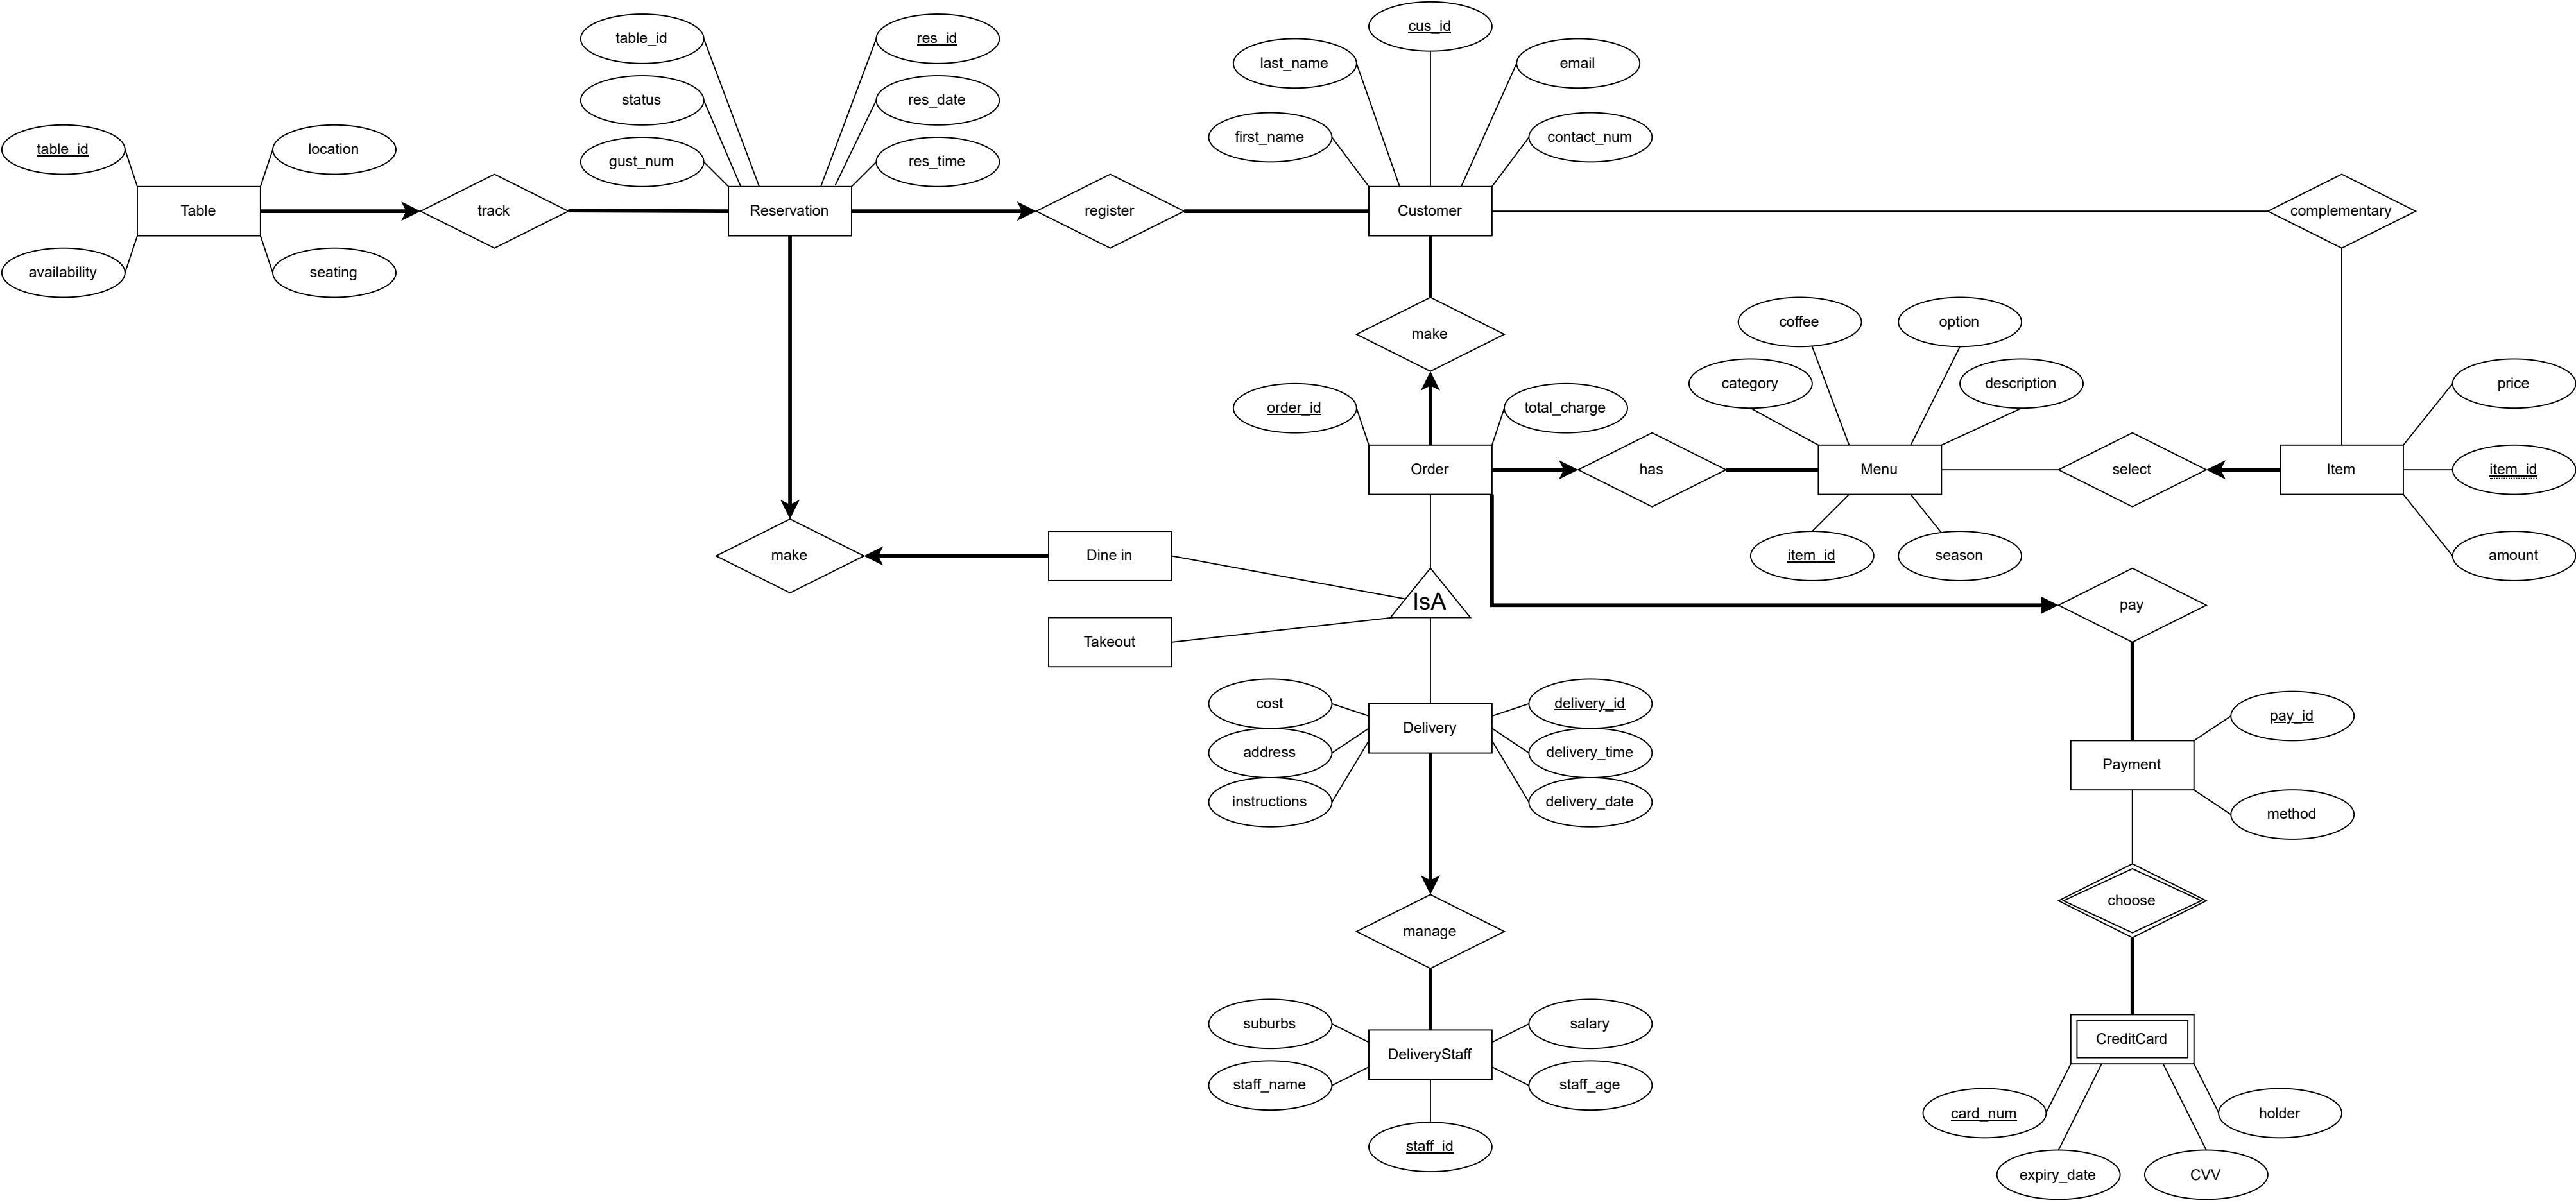 cus_id
table_id
res_id
last_name
email
status
res_date
first_name
contact_num
table_id
location
gust_num
res_time
Table
track
Reservation
register
Customer
complementary
availability
seating
make
coffee
option
category
description
price
order_id
total_charge
Order
has
Menu
select
Item
item_id
make
Dine in
item_id
season
amount
IsA
pay
Takeout
cost
delivery_id
pay_id
Delivery
address
delivery_time
Payment
instructions
delivery_date
method
choose
manage
suburbs
salary
CreditCard
DeliveryStaff
staff_name
staff_age
card_num
holder
staff_id
expiry_date
CVV